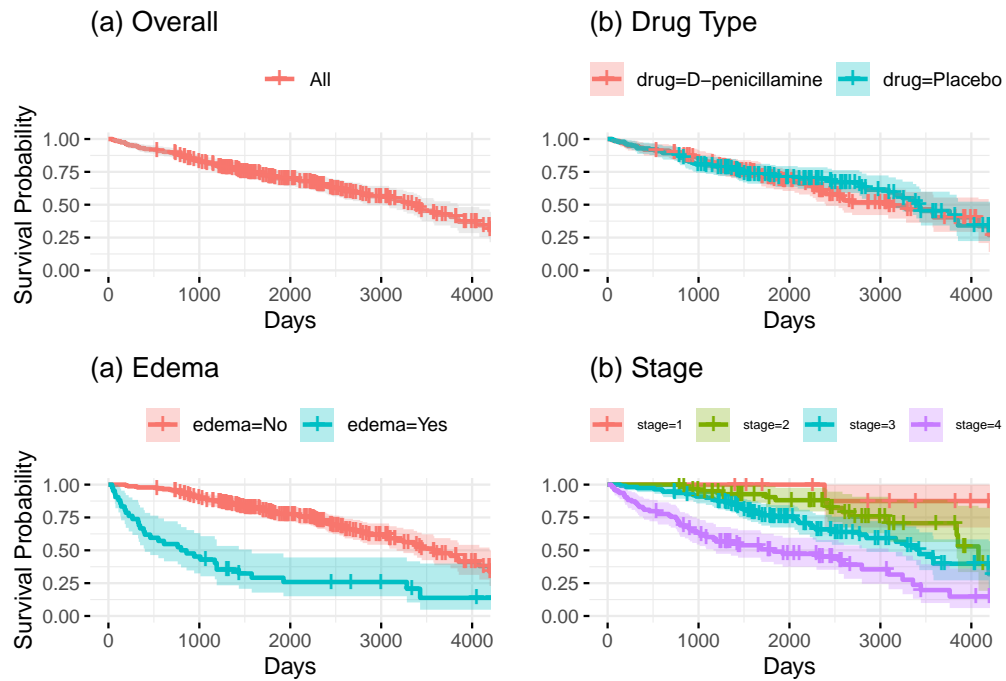 (a) Overall
All
Survival Probability
1.00
0.75
0.50
0.25
0.00
0 1000 2000 3000 4000
Days
(b) Drug Type
drug=D−penicillamine drug=Placebo
1.00
0.75
0.50
0.25
0.00
0 1000 2000 3000 4000
Days
(a) Edema
edema=No edema=Yes
Survival Probability
1.00
0.75
0.50
0.25
0.00
0 1000 2000 3000 4000
Days
(b) Stage
stage=1 stage=2 stage=3 stage=4
1.00
0.75
0.50
0.25
0.00
0 1000 2000 3000 4000
Days